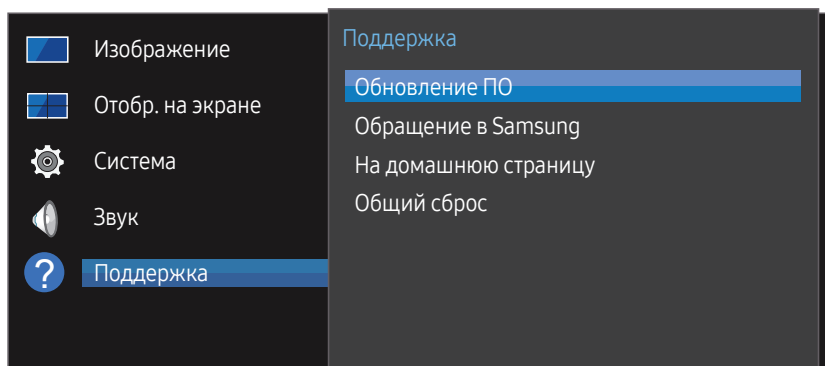 Изображение
Отобр. на экране
Система
Звук
?
Поддержка
Поддержка
Обновление ПО
Обращение в Samsung
На домашнюю страницу
Общий сброс